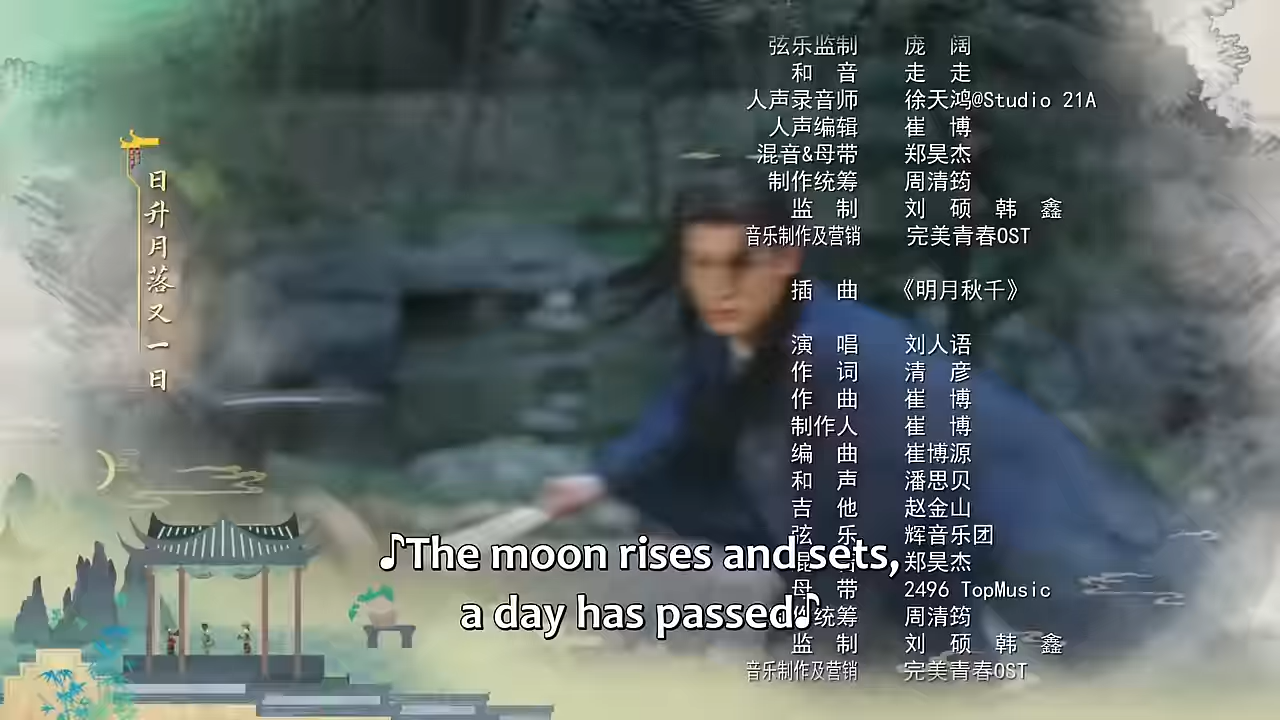 日升月落又一日
弦乐监制 庞 阔
和 音 走 走
人声录音师 徐天鸿@Studio 21A
人声编辑 崔 博
混音&母带 郑昊杰
制作统筹 周清筠
监 制 刘 硕 韩 鑫
音乐制作及营销 完美青春OST
插 曲 《明月秋千》
演 唱 刘人语
作 词 清 彦
作 曲 崔 博
制作人 崔 博
编 曲 崔博源
和 声 潘思贝
吉 他 赵金山
弦 乐 辉音乐团
混 郑昊杰
母 带 2496 TopMusic
作统筹 周清筠
监 制 刘 硕 韩 鑫
音乐制作及营销 完美青春OST
♪The moon rises and sets,
a day has passed♪